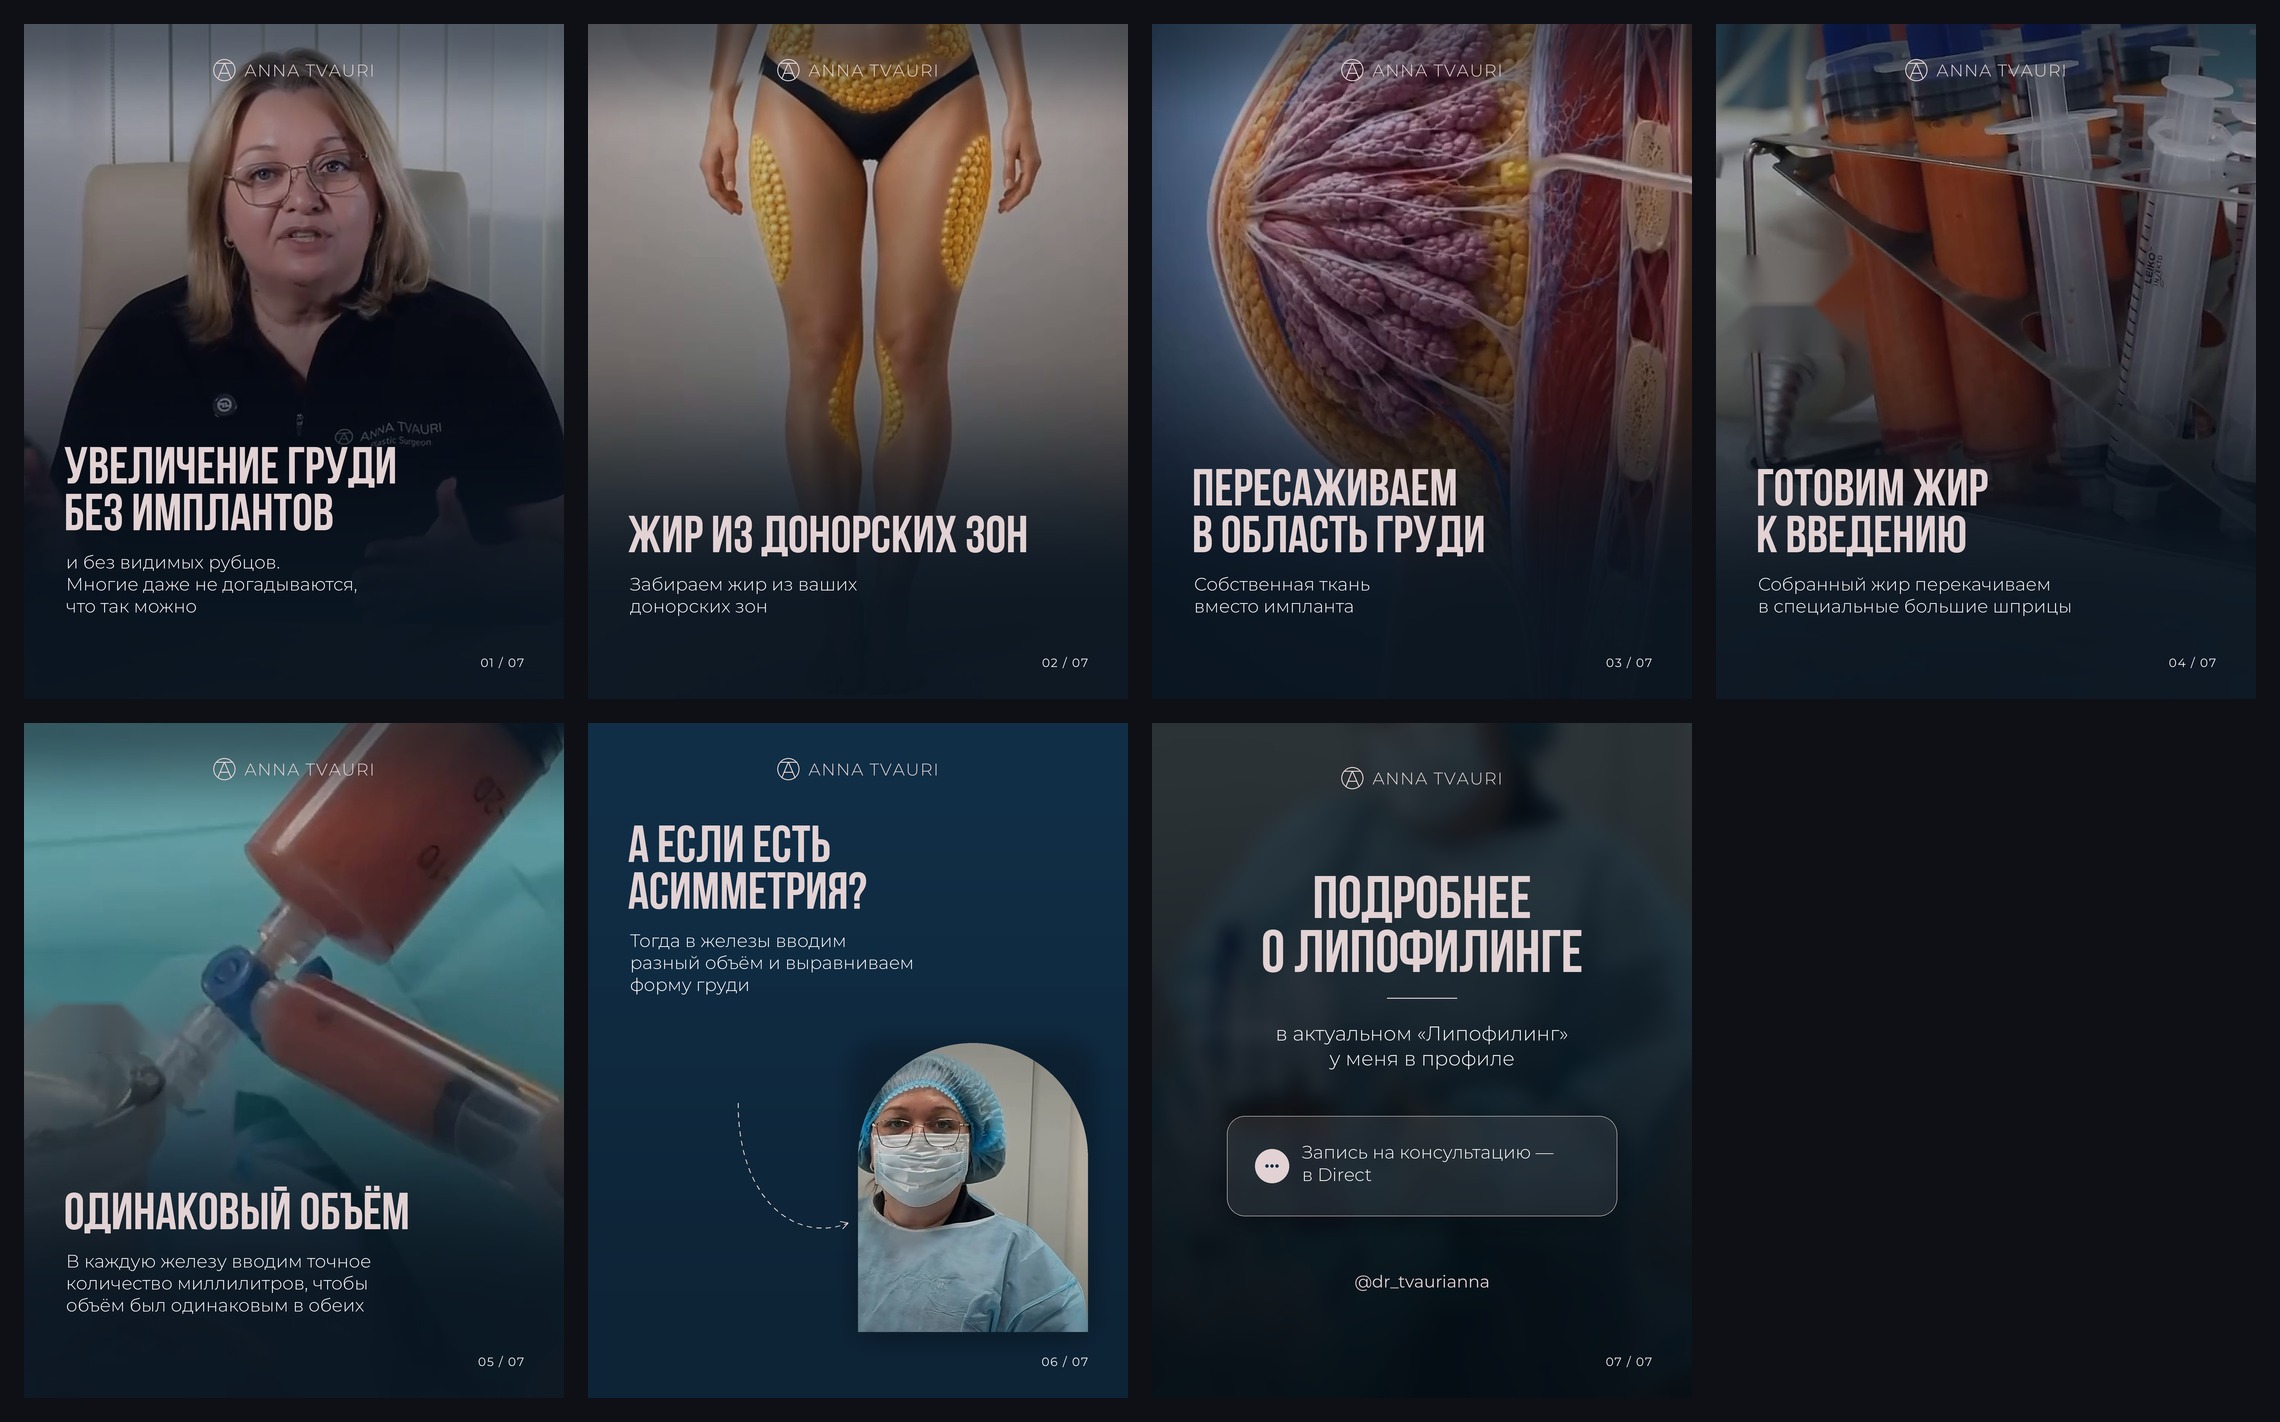 ANNA TVAURI
ANNA TVAURI
Plastic Surgeon
УВЕЛИЧЕНИЕ ГРУДИ
БЕЗ ИМПЛАНТОВ
и без видимых рубцов.
Многие даже не догадываются,
что так можно
01 / 07
ANNA TVAURI
ЖИР ИЗ ДОНОРСКИХ ЗОН
Забираем жир из ваших
донорских зон
02 / 07
ANNA TVAURI
ПЕРЕСАЖИВАЕМ
В ОБЛАСТЬ ГРУДИ
Собственная ткань
вместо импланта
03 / 07
ANNA TVAURI
LEIKO
ГОТОВИМ ЖИР
К ВВЕДЕНИЮ
Собранный жир перекачиваем
в специальные большие шприцы
04 / 07
ANNA TVAURI
20
ОДИНАКОВЫЙ ОБЪЁМ
В каждую железу вводим точное
количество миллилитров, чтобы
объём был одинаковым в обеих
05 / 07
ANNA TVAURI
А ЕСЛИ ЕСТЬ
АСИММЕТРИЯ?
Тогда в железы вводим
разный объём и выравниваем
форму груди
06 / 07
ANNA TVAURI
ПОДРОБНЕЕ
О ЛИПОФИЛИНГЕ
в актуальном «Липофилинг»
у меня в профиле
Запись на консультацию —
в Direct
@dr_tvaurianna
07 / 07